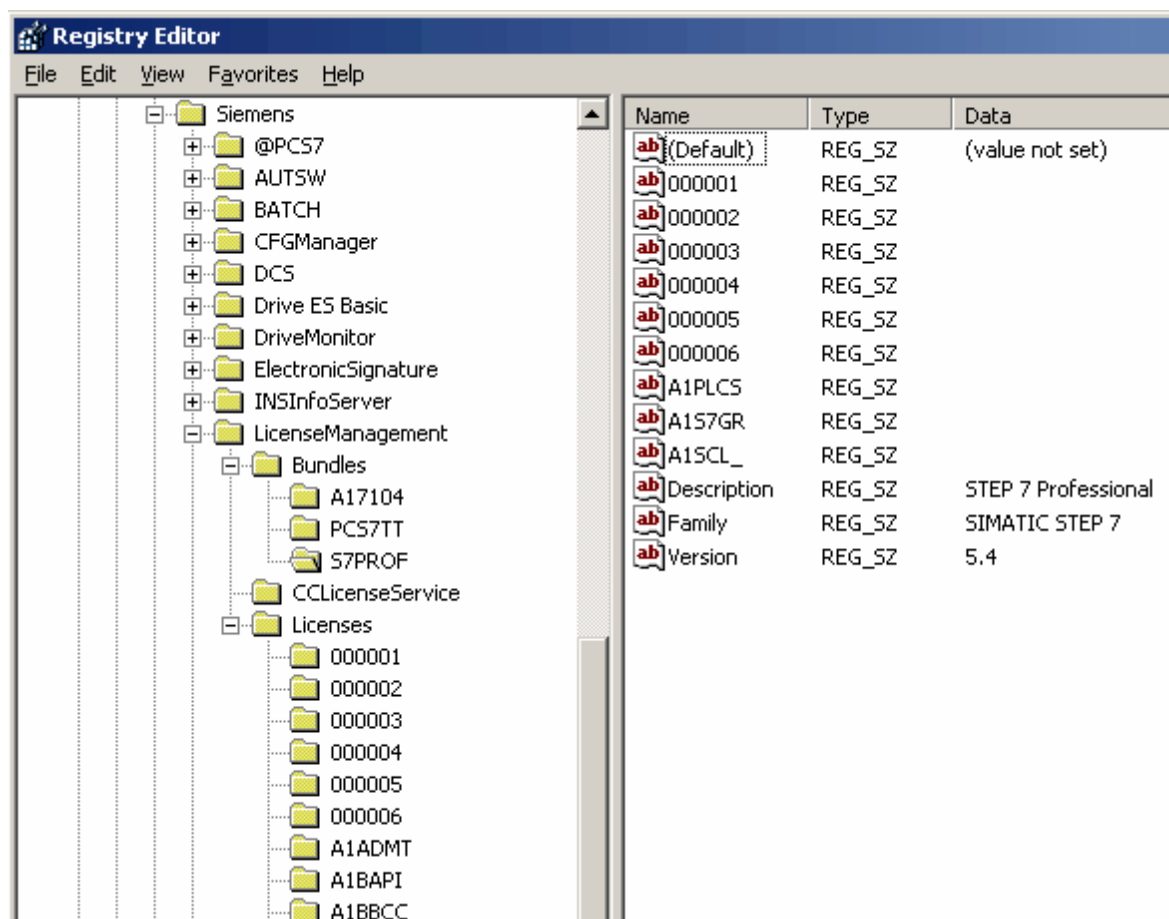 Registry Editor
File Edit View Favorites Help
Siemens
@PCS7
AUTSW
BATCH
CFGManager
DCS
Drive ES Basic
DriveMonitor
ElectronicSignature
INSInfoServer
LicenseManagement
Bundles
A17104
PCS7TT
S7PROF
CCLicenseService
Licenses
000001
000002
000003
000004
000005
000006
A1ADMT
A1BAPI
A1BBCC
Name Type Data
(Default) REG_SZ (value not set)
000001 REG_SZ
000002 REG_SZ
000003 REG_SZ
000004 REG_SZ
000005 REG_SZ
000006 REG_SZ
A1PLCS REG_SZ
A1S7GR REG_SZ
A1SCL_ REG_SZ
Description REG_SZ STEP 7 Professional
Family REG_SZ SIMATIC STEP 7
Version REG_SZ 5.4